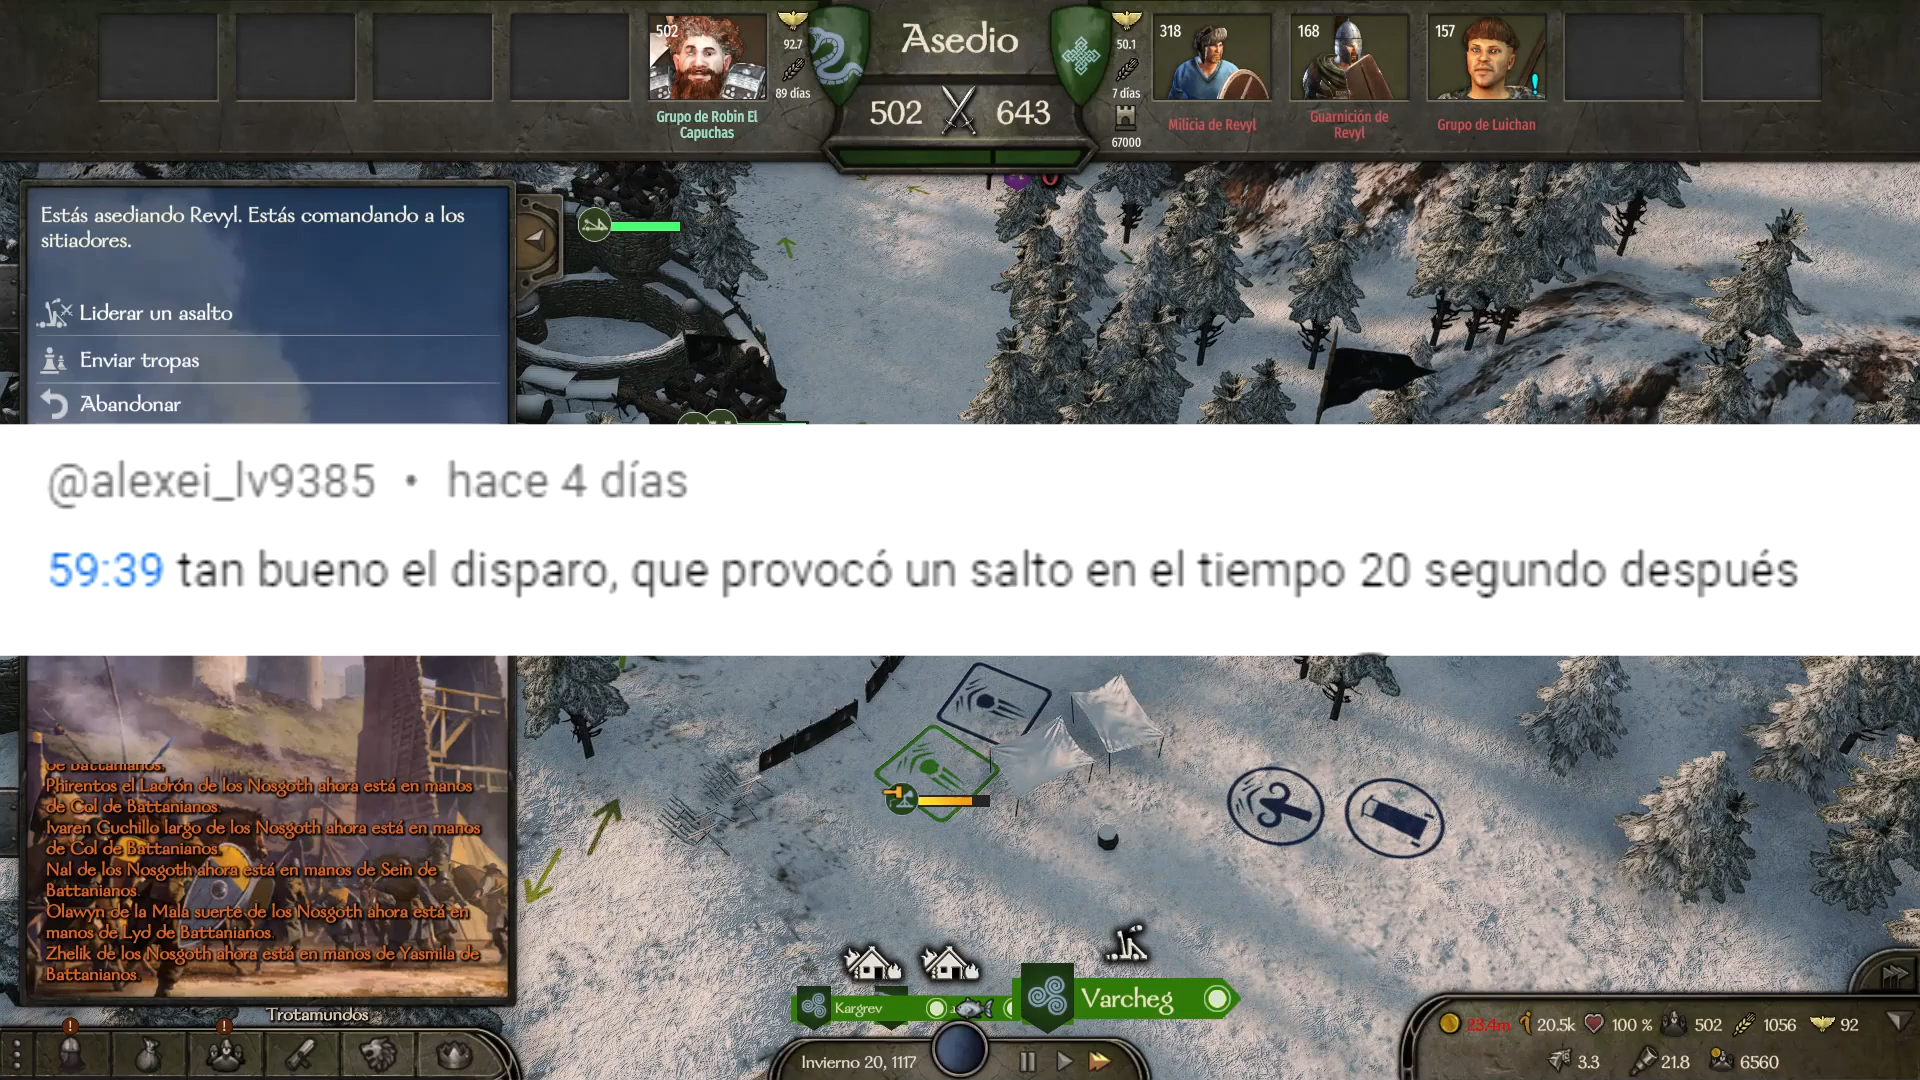 502
Grupo de Robin El
Capuchas
92.7
89 días
Asedio
502
643
50.1
7 días
67000
318
Milicia de Revyl
168
Guarnición de
Revyl
157
Grupo de Luichan
Estás asediando Revyl. Estás comandando a los
sitiadores.
Liderar un asalto
Enviar tropas
Abandonar
@alexei_lv9385 • hace 4 días
59:39 tan bueno el disparo, que provocó un salto en el tiempo 20 segundo después
de Battanianos.
Phirentos el Ladrón de los Nosgoth ahora está en manos
de Col de Battanianos.
Ivaren Cuchillo largo de los Nosgoth ahora está en manos
de Col de Battanianos.
Nal de los Nosgoth ahora está en manos de Sein de
Battanianos.
Olawyn de la Mala suerte de los Nosgoth ahora está en
manos de Lyd de Battanianos.
Zhelik de los Nosgoth ahora está en manos de Yasmila de
Battanianos.
Trotamundos
Kargrev
Varcheg
Invierno 20, 1117
23.4m
20.5k
100 %
502
1056
92
3.3
21.8
6560